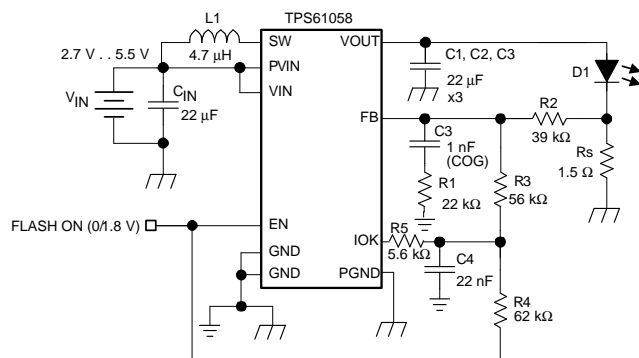 TPS61058
L1
4.7 μH
SW
VOUT
C1, C2, C3
22 μF
x3
D1
2.7 V . . 5.5 V
PVIN
VIN
VIN
CIN
22 μF
FB
R2
39 kΩ
C3
1 nF
(COG)
Rs
1.5 Ω
R1
22 kΩ
R3
56 kΩ
FLASH ON (0/1.8 V)
EN
IOK
R5
5.6 kΩ
GND
GND
C4
22 nF
PGND
R4
62 kΩ